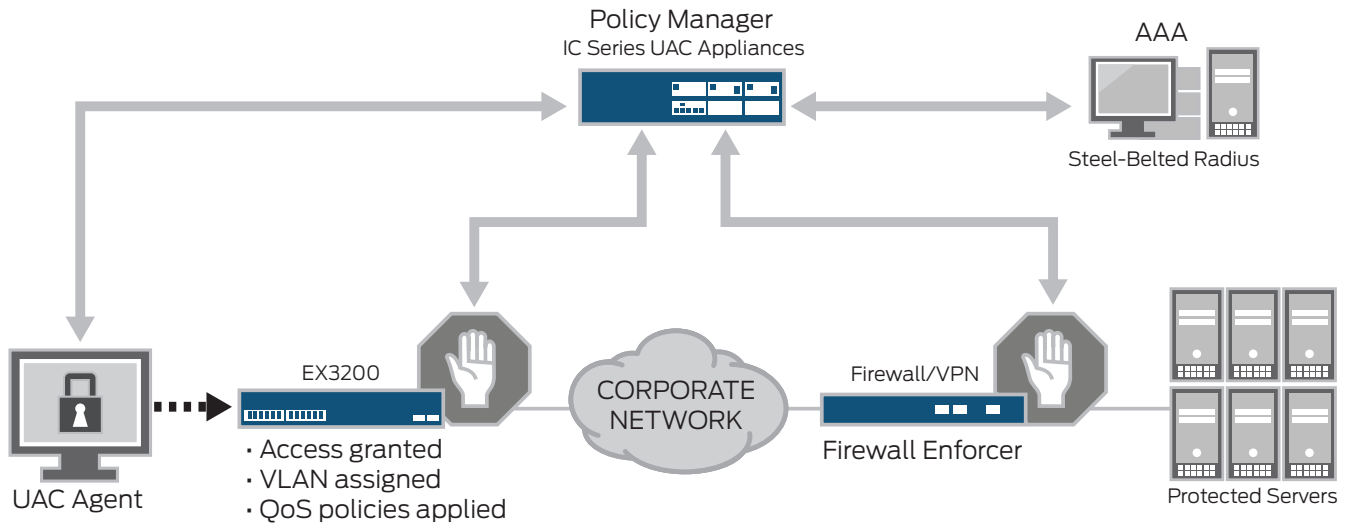 Policy Manager
IC Series UAC Appliances
AAA
Steel-Belted Radius
EX3200
CORPORATE
NETWORK
Firewall/VPN
UAC Agent
· Access granted
· VLAN assigned
· QoS policies applied
Firewall Enforcer
Protected Servers